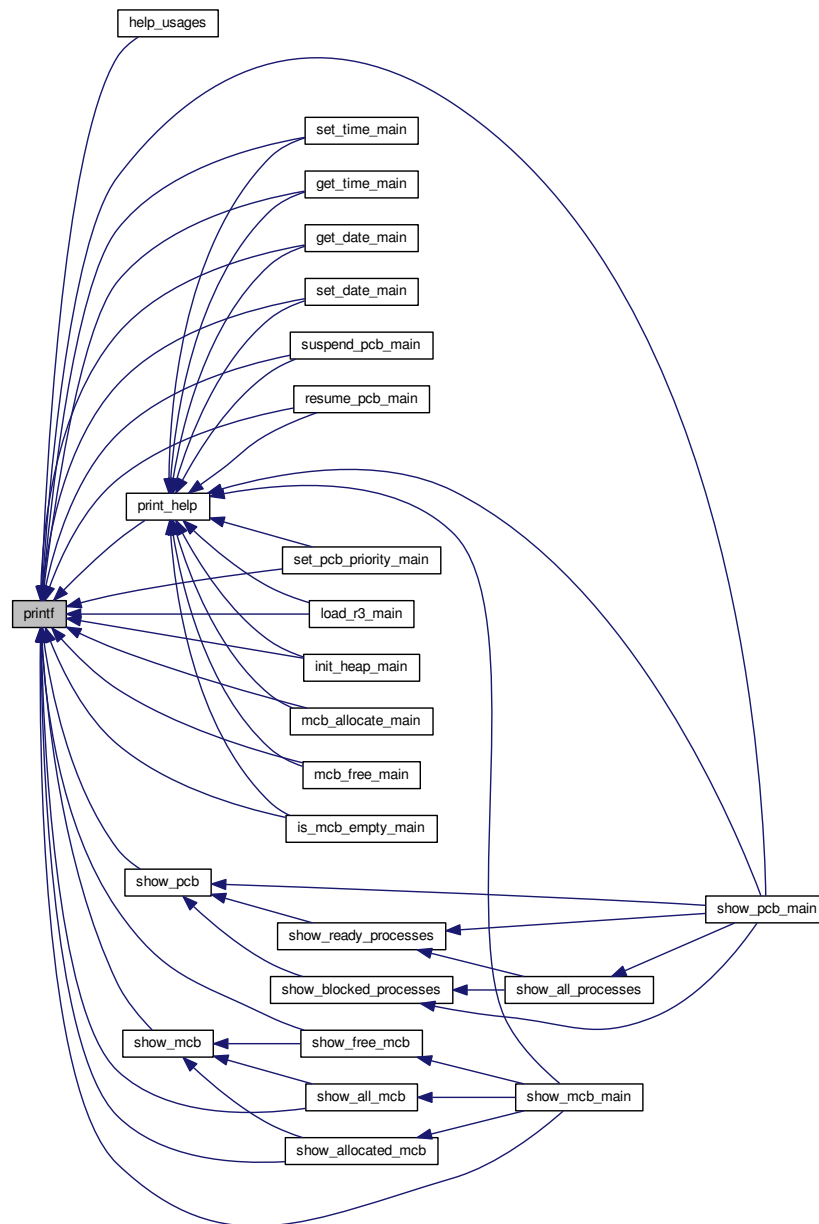 help_usages
set_time_main
get_time_main
get_date_main
set_date_main
suspend_pcb_main
resume_pcb_main
print_help
set_pcb_priority_main
printf
load_r3_main
init_heap_main
mcb_allocate_main
mcb_free_main
is_mcb_empty_main
show_pcb
show_pcb_main
show_ready_processes
show_blocked_processes
show_all_processes
show_mcb
show_free_mcb
show_all_mcb
show_mcb_main
show_allocated_mcb